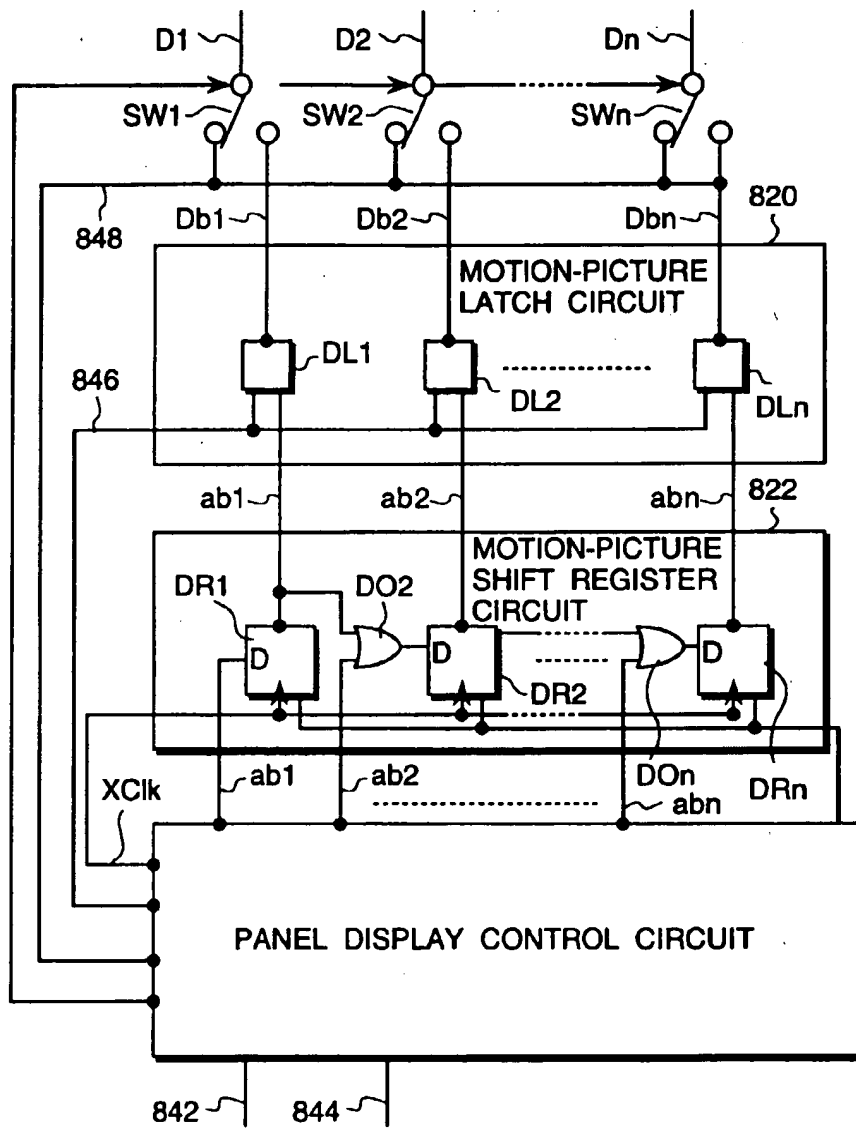 D1 D2 Dn
SW1 SW2 SWn
848 Db1 Db2 Dbn 820
MOTION-PICTURE
LATCH CIRCUIT
DL1
DL2
DLn
846
ab1 ab2 abn 822
MOTION-PICTURE
SHIFT REGISTER
CIRCUIT
DR1 DO2
D D D
DR2
XClk ab1 ab2 DOn DRn
abn
PANEL DISPLAY CONTROL CIRCUIT
842 844